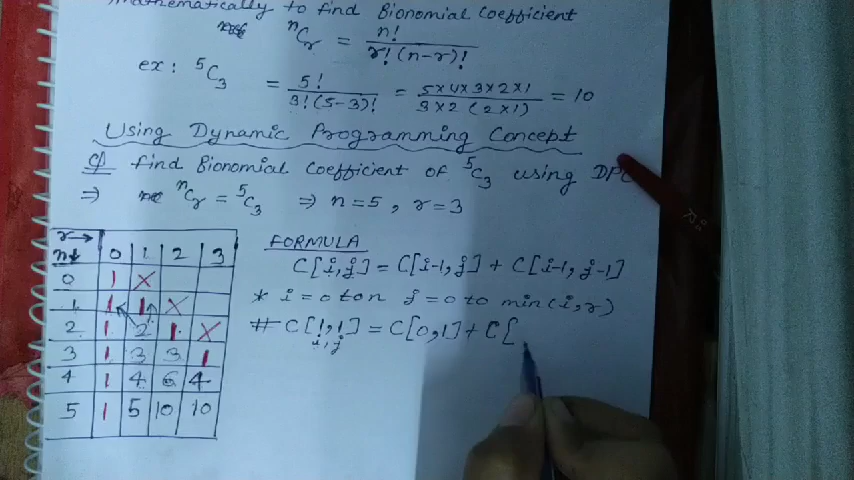 Mathematically to find Bionomial Coefficient
nCr = n! / r!(n-r)!
ex: 5C3 = 5! / 3!(5-3)! = 5×4×3×2×1 / 3×2(2×1) = 10
Using Dynamic Programming Concept
Q find Bionomial Coefficient of 5C3 using DPC
⇒ nCr = 5C3 ⇒ n=5, r=3
r→ n↓ 0 1 2 3
0 1 X
1 1 1 X
2 1 2 1 X
3 1 3 3 1
4 1 4 6 4
5 1 5 10 10
FORMULA
C[i,j] = C[i-1,j] + C[i-1,j-1]
* i=0 to n j=0 to min(i,r)
# C[1,1] = C[0,1] + C[
i,j